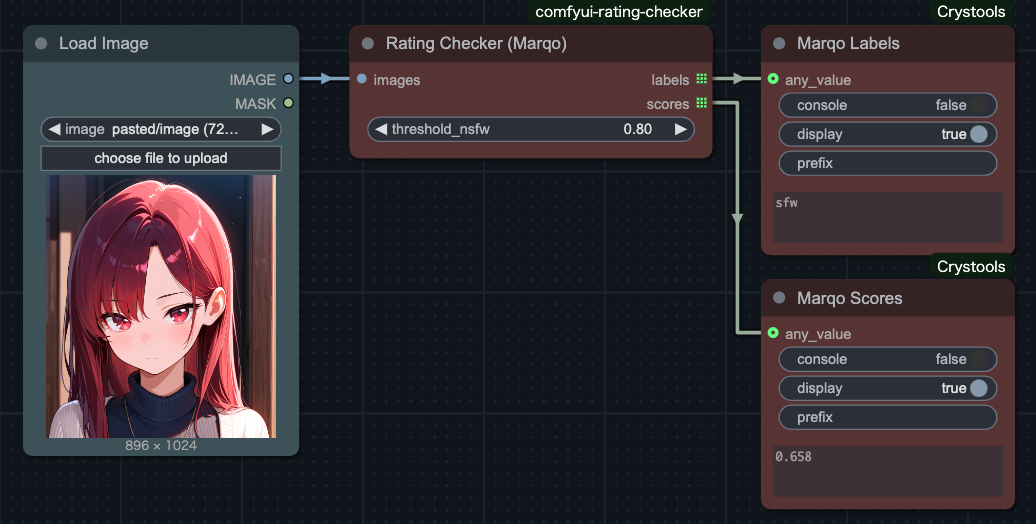 comfyui-rating-checker
Crystools
Load Image
Rating Checker (Marqo)
Marqo Labels
IMAGE
images
labels
any_value
MASK
scores
console false
image pasted/image (72...
threshold_nsfw 0.80
display true
choose file to upload
prefix
sfw
Crystools
Marqo Scores
any_value
console false
display true
prefix
896 × 1024
0.658